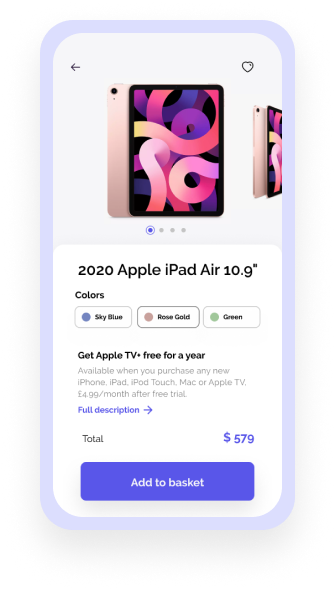 2020 Apple iPad Air 10.9"
Colors
Sky Blue Rose Gold Green
Get Apple TV+ free for a year
Available when you purchase any new
iPhone, iPad, iPod Touch, Mac or Apple TV,
£4.99/month after free trial.
Full description
Total $ 579
Add to basket